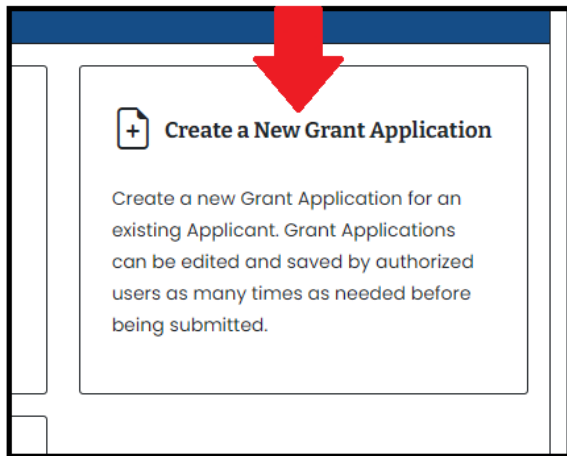 Create a New Grant Application
Create a new Grant Application for an
existing Applicant. Grant Applications
can be edited and saved by authorized
users as many times as needed before
being submitted.